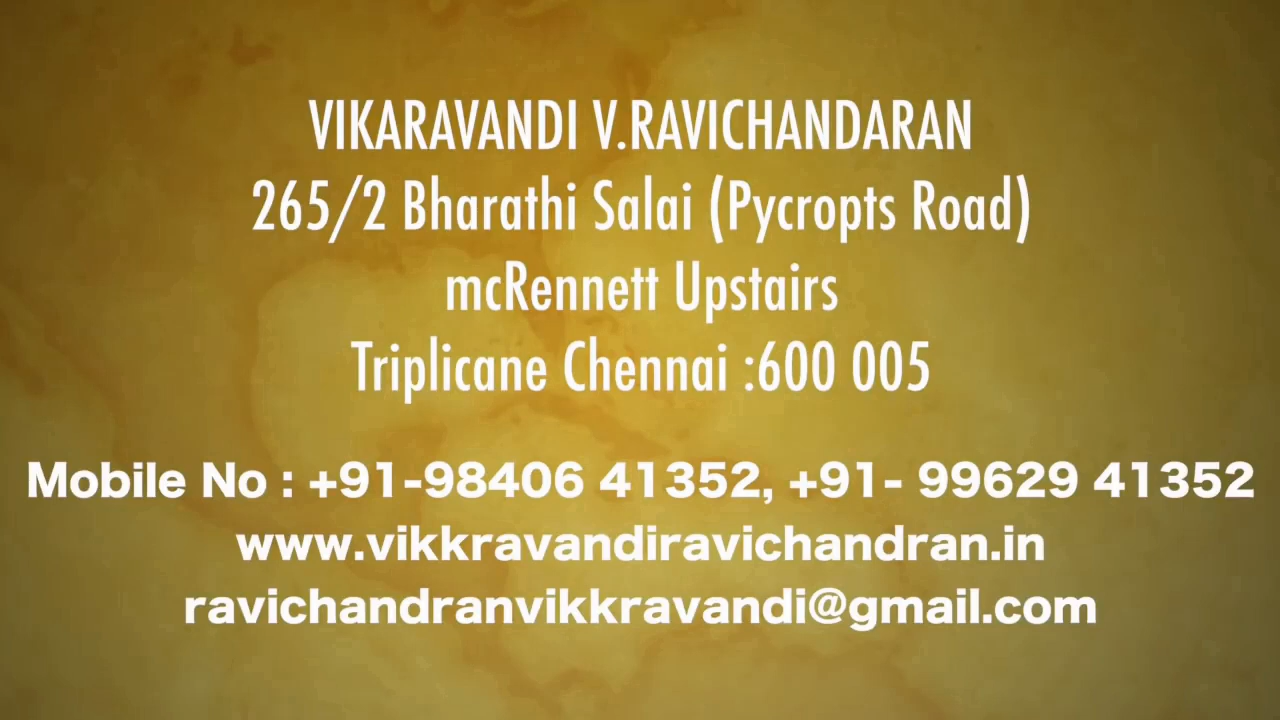 VIKARAVANDI V.RAVICHANDARAN
265/2 Bharathi Salai (Pycropts Road)
mcRennett Upstairs
Triplicane Chennai :600 005
Mobile No : +91-98406 41352, +91- 99629 41352
www.vikkravandiravichandran.in
ravichandranvikkravandi@gmail.com